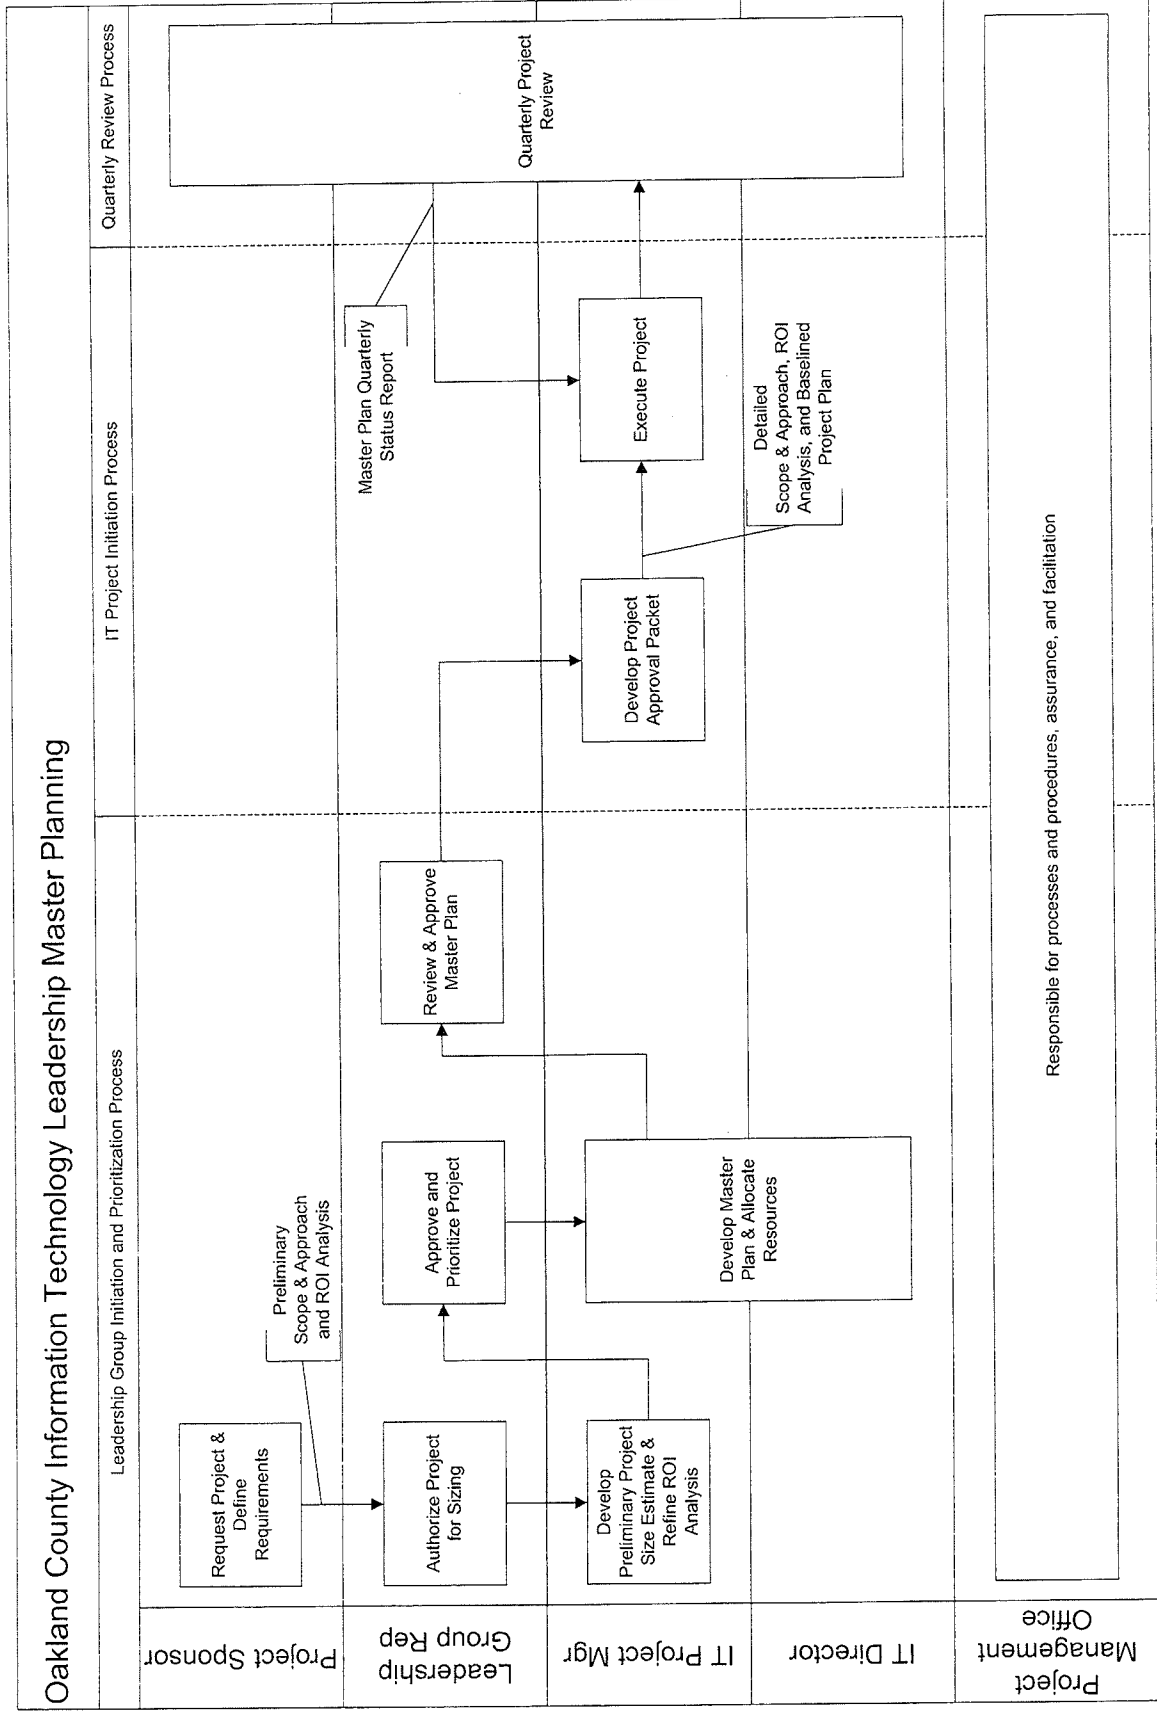 Oakland County Information Technology Leadership Master Planning
Leadership Group Initiation and Prioritization Process
IT Project Initiation Process
Quarterly Review Process
Project Sponsor
Request Project &
Define
Requirements
Preliminary
Scope & Approach
and ROI Analysis
Leadership
Group Rep
Authorize Project
for Sizing
Approve and
Prioritize Project
Review & Approve
Master Plan
Master Plan Quarterly
Status Report
IT Project Mgr
Develop
Preliminary Project
Size Estimate &
Refine ROI
Analysis
Develop Master
Plan & Allocate
Resources
Develop Project
Approval Packet
Execute Project
Quarterly Project
Review
IT Director
Detailed
Scope & Approach, ROI
Analysis, and Baselined
Project Plan
Project
Management
Office
Responsible for processes and procedures, assurance, and facilitation